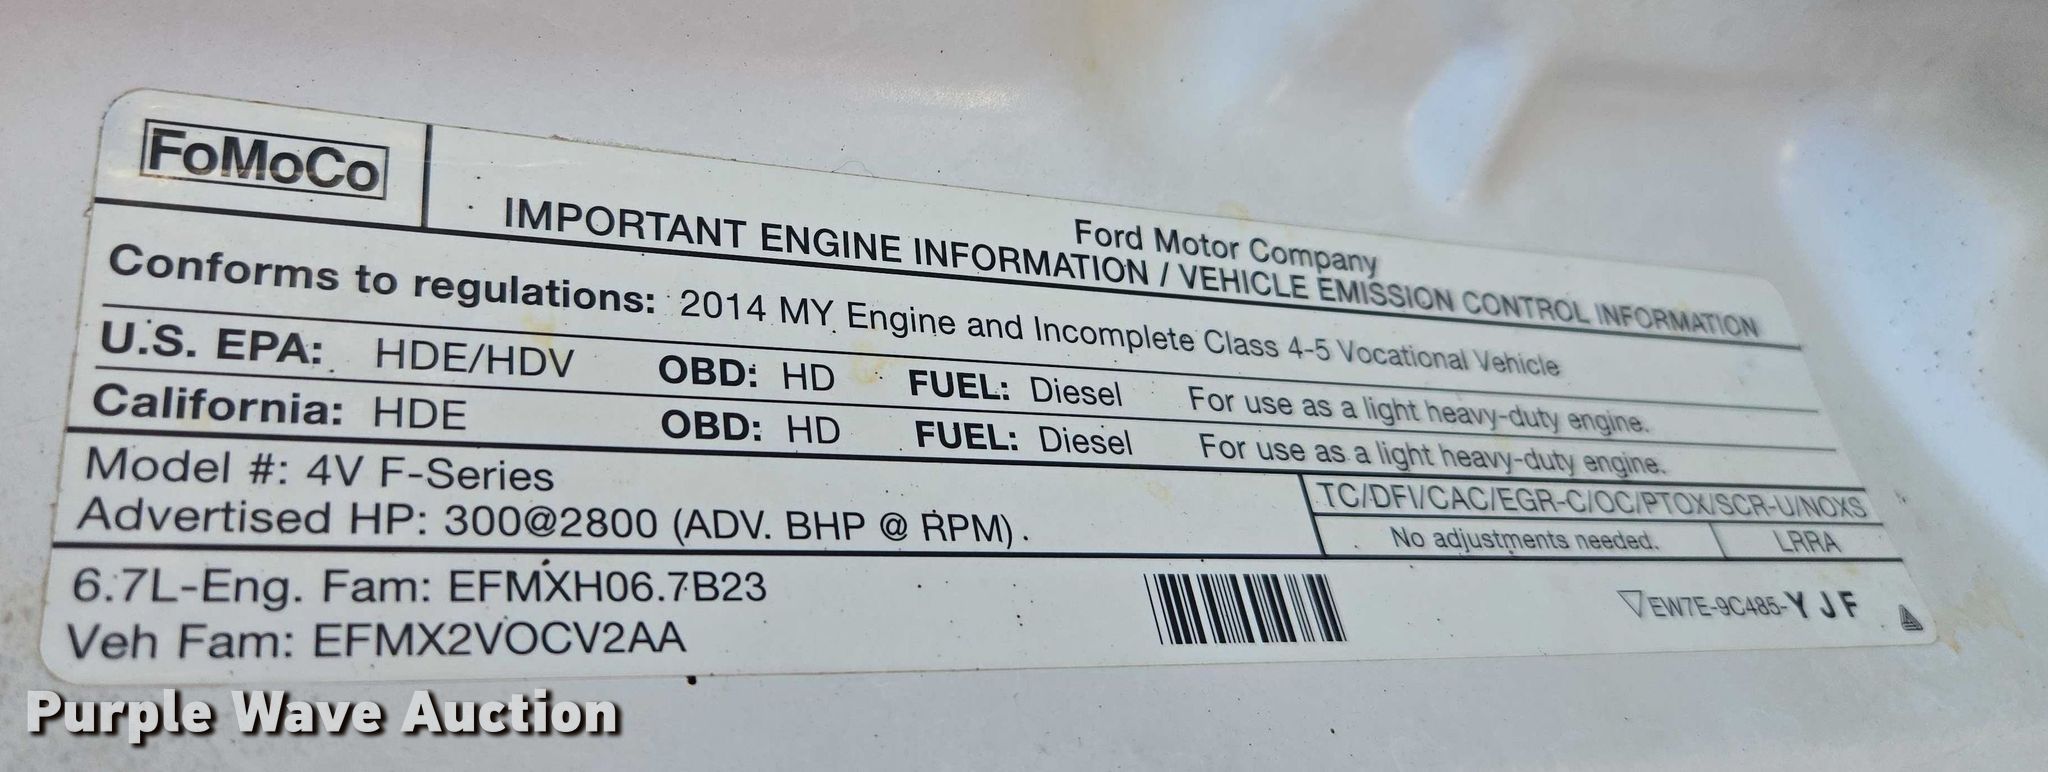 FoMoCo
Ford Motor Company
IMPORTANT ENGINE INFORMATION / VEHICLE EMISSION CONTROL INFORMATION
Conforms to regulations: 2014 MY Engine and Incomplete Class 4-5 Vocational Vehicle
U.S. EPA: HDE/HDV OBD: HD FUEL: Diesel For use as a light heavy-duty engine.
California: HDE OBD: HD FUEL: Diesel For use as a light heavy-duty engine.
Model #: 4V F-Series
TC/DFI/CAC/EGR-C/OC/PTOX/SCR-U/NOXS
Advertised HP: 300@2800 (ADV. BHP @ RPM).
No adjustments needed. LRRA
6.7L-Eng. Fam: EFMXH06.7B23
EW7E-9C485-YJF
Veh Fam: EFMX2VOCV2AA
Purple Wave Auction